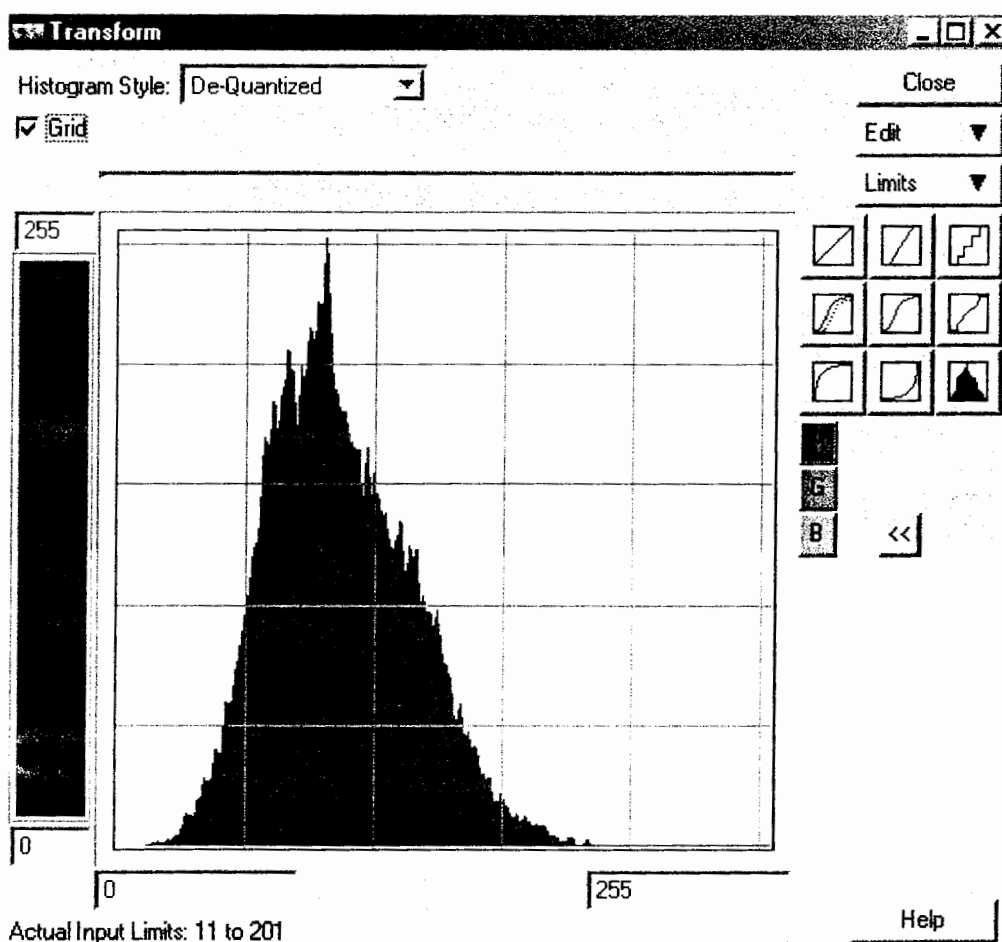 Transform
Histogram Style: De-Quantized
Close
Grid
Edit
Limits
255
G
B <<
0
0 255
Actual Input Limits: 11 to 201
Help